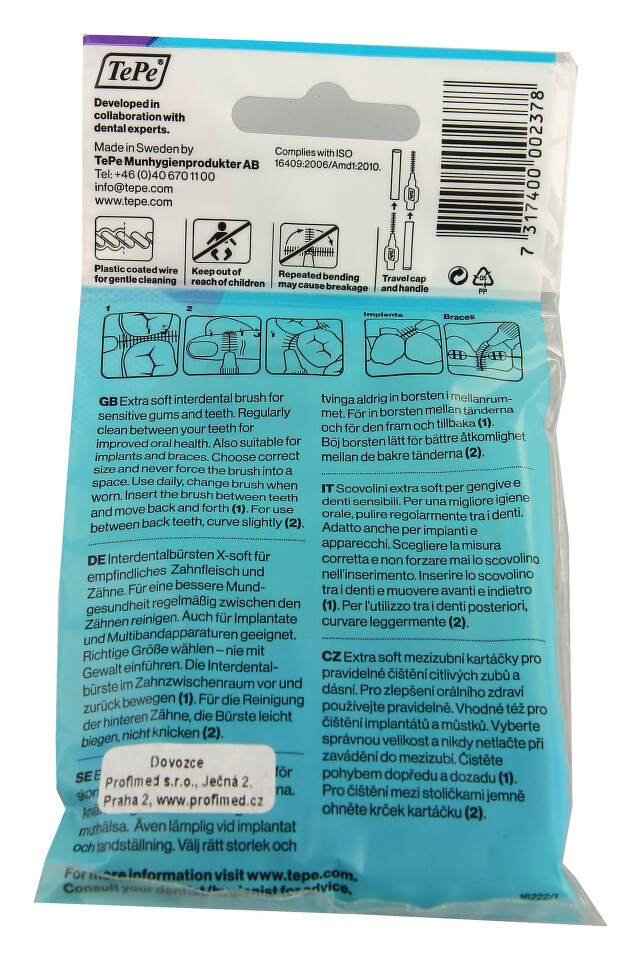 TePe®
Developed in
collaboration with
dental experts.
Made in Sweden by
TePe Munhygienprodukter AB
Tel: +46 (0)40 670 11 00
info@tepe.com
www.tepe.com
Complies with ISO
16409:2006/Amd1:2010.
7 317400 002378
Plastic coated wire
for gentle cleaning
Keep out of
reach of children
Repeated bending
may cause breakage
Travel cap
and handle
05
PP
1
2
Implants
Braces
GB Extra soft interdental brush for
sensitive gums and teeth. Regularly
clean between your teeth for
improved oral health. Also suitable for
implants and braces. Choose correct
size and never force the brush into a
space. Use daily, change brush when
worn. Insert the brush between teeth
and move back and forth (1). For use
between back teeth, curve slightly (2).
DE Interdentalbürsten X-soft für
empfindliches Zahnfleisch und
Zähne. Für eine bessere Mund-
gesundheit regelmäßig zwischen den
Zähnen reinigen. Auch für Implantate
und Multibandapparaturen geeignet.
Richtige Größe wählen – nie mit
Gewalt einführen. Die Interdental-
bürste im Zahnzwischenraum vor und
zurück bewegen (1). Für die Reinigung
der hinteren Zähne, die Bürste leicht
biegen, nicht knicken (2).
SE för
munhälsa. Även lämplig vid implantat
och tandställning. Välj rätt storlek och
Dovozce
Profimed s.r.o., Ječná 2,
Praha 2, www.profimed.cz
tvinga aldrig in borsten i mellanrum-
met. För in borsten mellan tänderna
och för den fram och tillbaka (1).
Böj borsten lätt för bättre åtkomlighet
mellan de bakre tänderna (2).
IT Scovolini extra soft per gengive e
denti sensibili. Per una migliore igiene
orale, pulire regolarmente tra i denti.
Adatto anche per impianti e
apparecchi. Scegliere la misura
corretta e non forzare mai lo scovolino
nell'inserimento. Inserire lo scovolino
tra i denti e muovere avanti e indietro
(1). Per l'utilizzo tra i denti posteriori,
curvare leggermente (2).
CZ Extra soft mezizubní kartáčky pro
pravidelné čištění citlivých zubů a
dásní. Pro zlepšení orálního zdraví
používejte pravidelně. Vhodné též pro
čištění implantátů a můstků. Vyberte
správnou velikost a nikdy netlačte při
zavádění do mezizubí. Čistěte
pohybem dopředu a dozadu (1).
Pro čištění mezi stoličkami jemně
ohněte krček kartáčku (2).
For more information visit www.tepe.com.
Consult your dentist/hygienist for advice.
16222/1